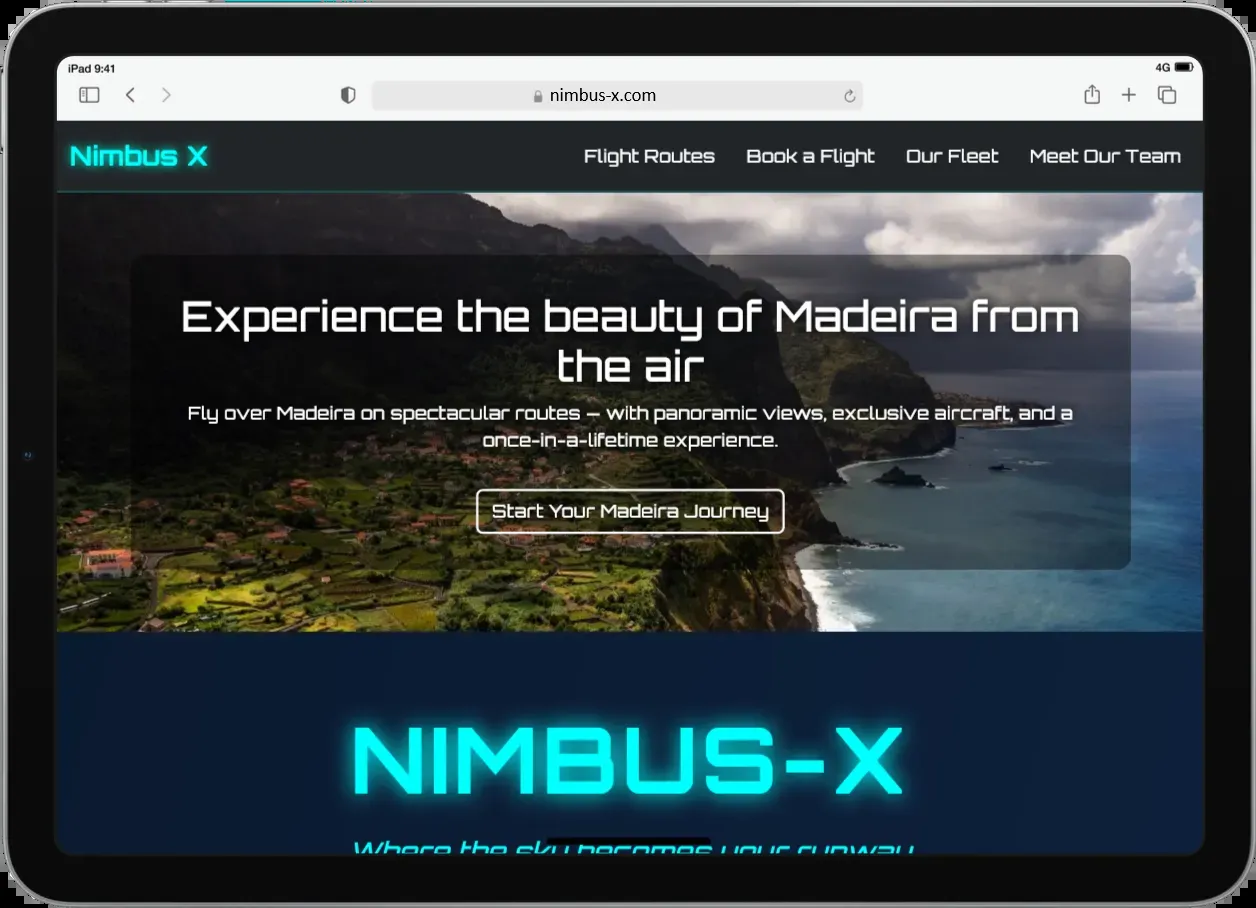 iPad 9:41
4G
nimbus-x.com
Nimbus X
Flight Routes
Book a Flight
Our Fleet
Meet Our Team
Experience the beauty of Madeira from
the air
Fly over Madeira on spectacular routes – with panoramic views, exclusive aircraft, and a
once-in-a-lifetime experience.
Start Your Madeira Journey
NIMBUS-X
Where the sky becomes your runway